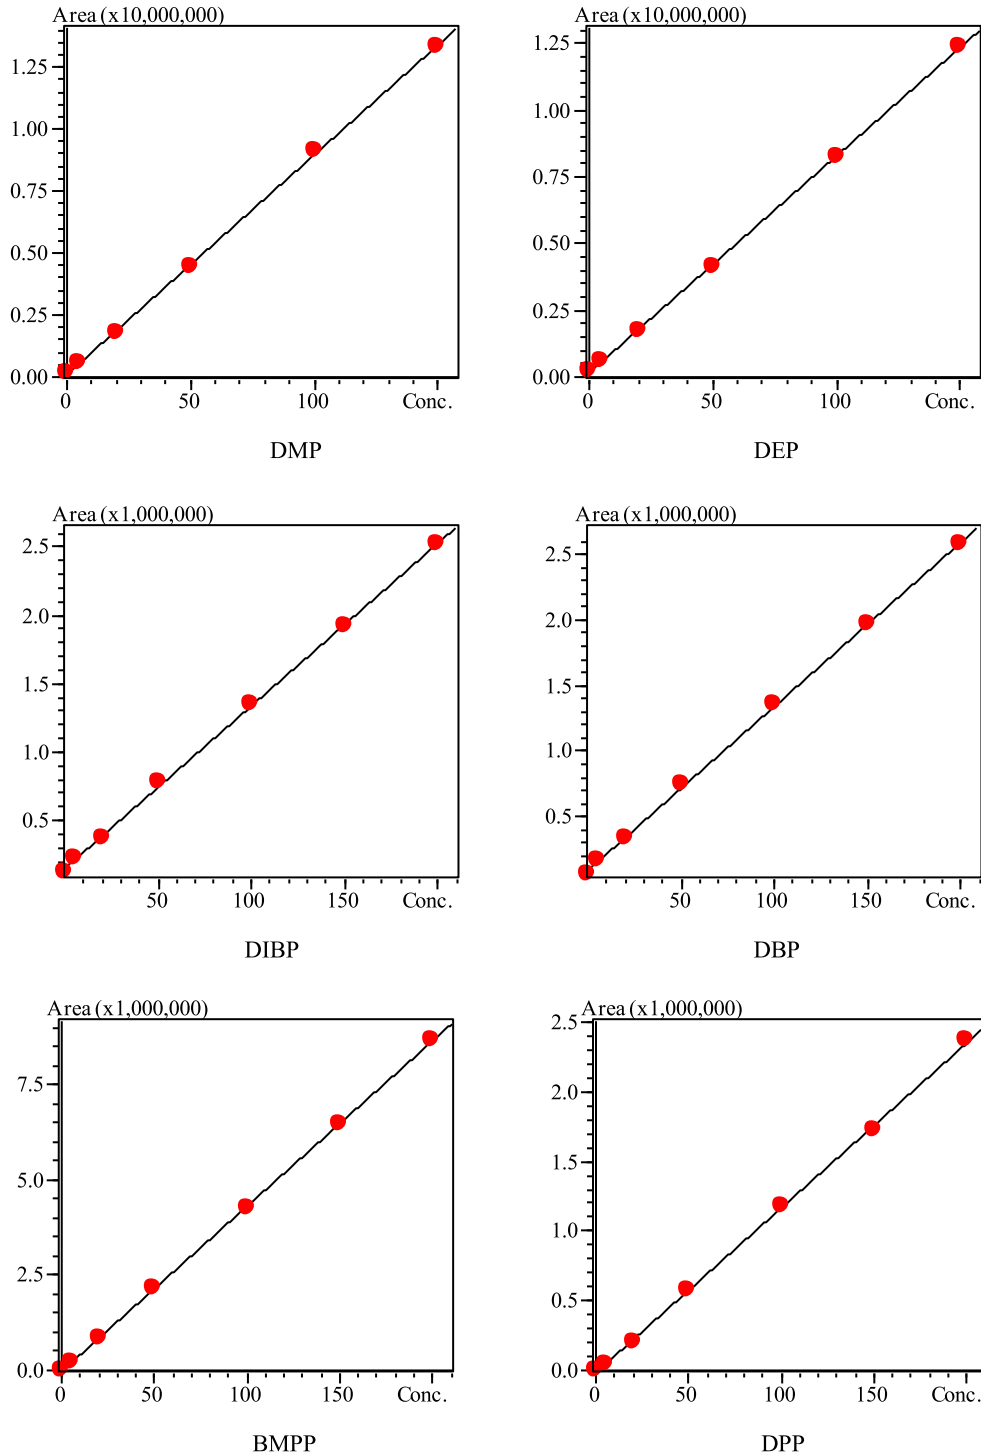 Area (x10,000,000)
1.25
1.00
0.75
0.50
0.25
0.00
0 50 100 Conc.
DMP
Area (x10,000,000)
1.25
1.00
0.75
0.50
0.25
0.00
0 50 100 Conc.
DEP
Area (x1,000,000)
2.5
2.0
1.5
1.0
0.5
50 100 150 Conc.
DIBP
Area (x1,000,000)
2.5
2.0
1.5
1.0
0.5
50 100 150 Conc.
DBP
Area (x1,000,000)
7.5
5.0
2.5
0.0
0 50 100 150 Conc.
BMPP
Area (x1,000,000)
2.5
2.0
1.5
1.0
0.5
0.0
0 50 100 150 Conc.
DPP